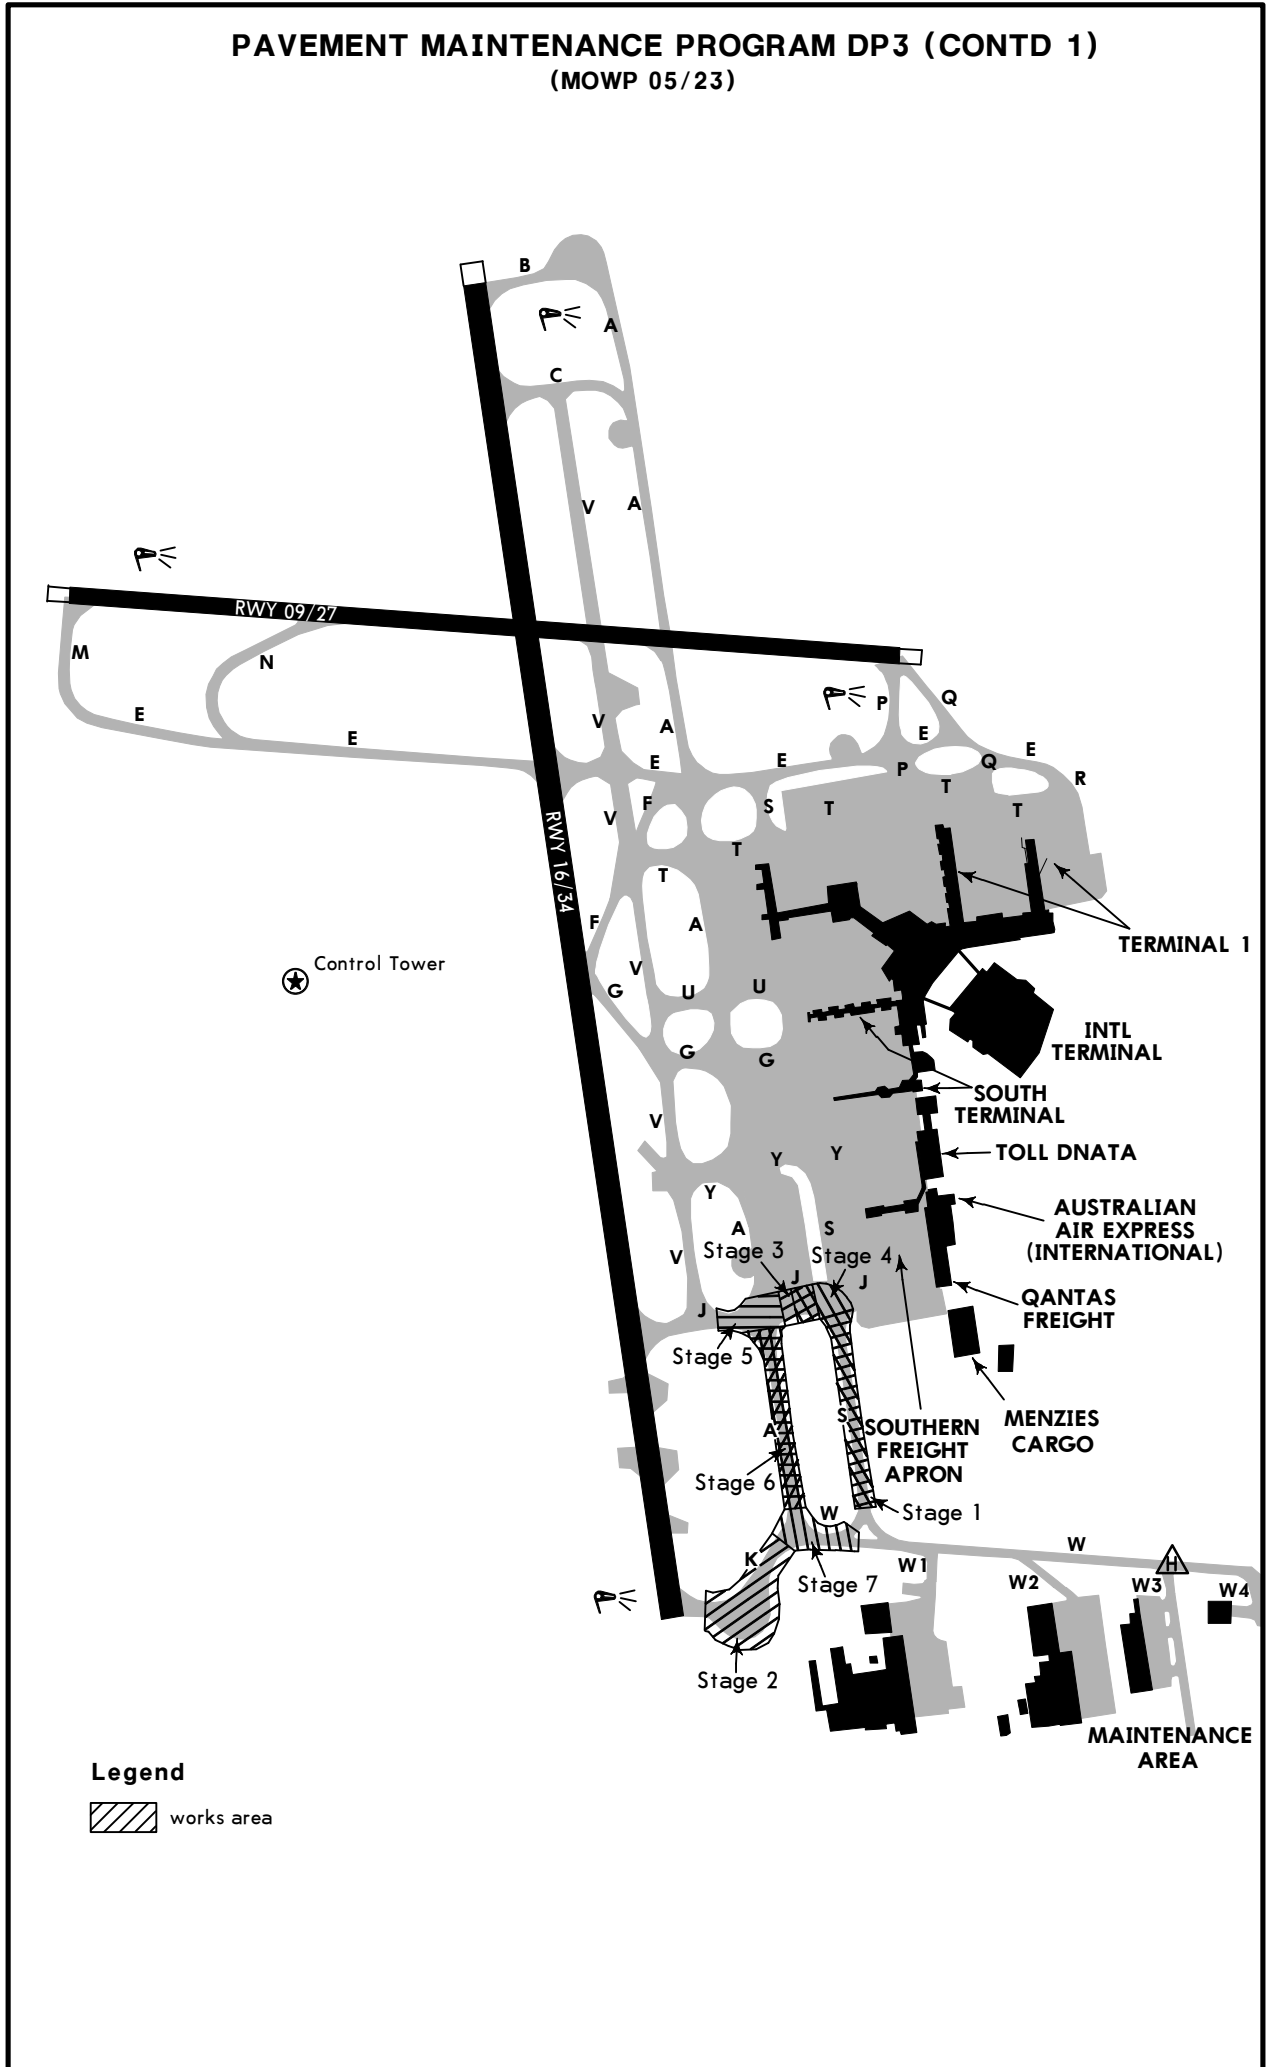 PAVEMENT MAINTENANCE PROGRAM DP3 (CONTD 1)
(MOWP 05/23)
B
A
C
V A
RWY 09/27
M
N
E
E
P
Q
V
A
E
E
E
E
P
Q
R
T
F
S
T
T
V
T
RWY 16/34
T
F
A
TERMINAL 1
Control Tower
V
G
U
U
INTL
TERMINAL
G
G
SOUTH
TERMINAL
V
Y
Y
TOLL DNATA
Y
AUSTRALIAN
AIR EXPRESS
(INTERNATIONAL)
A
S
Stage 3
Stage 4
V
J
J
QANTAS
FREIGHT
J
Stage 5
S
A
SOUTHERN
FREIGHT
APRON
MENZIES
CARGO
Stage 6
Stage 1
W
W
K
W1
H
Stage 7
W2
W3
W4
Stage 2
MAINTENANCE
AREA
Legend
works area